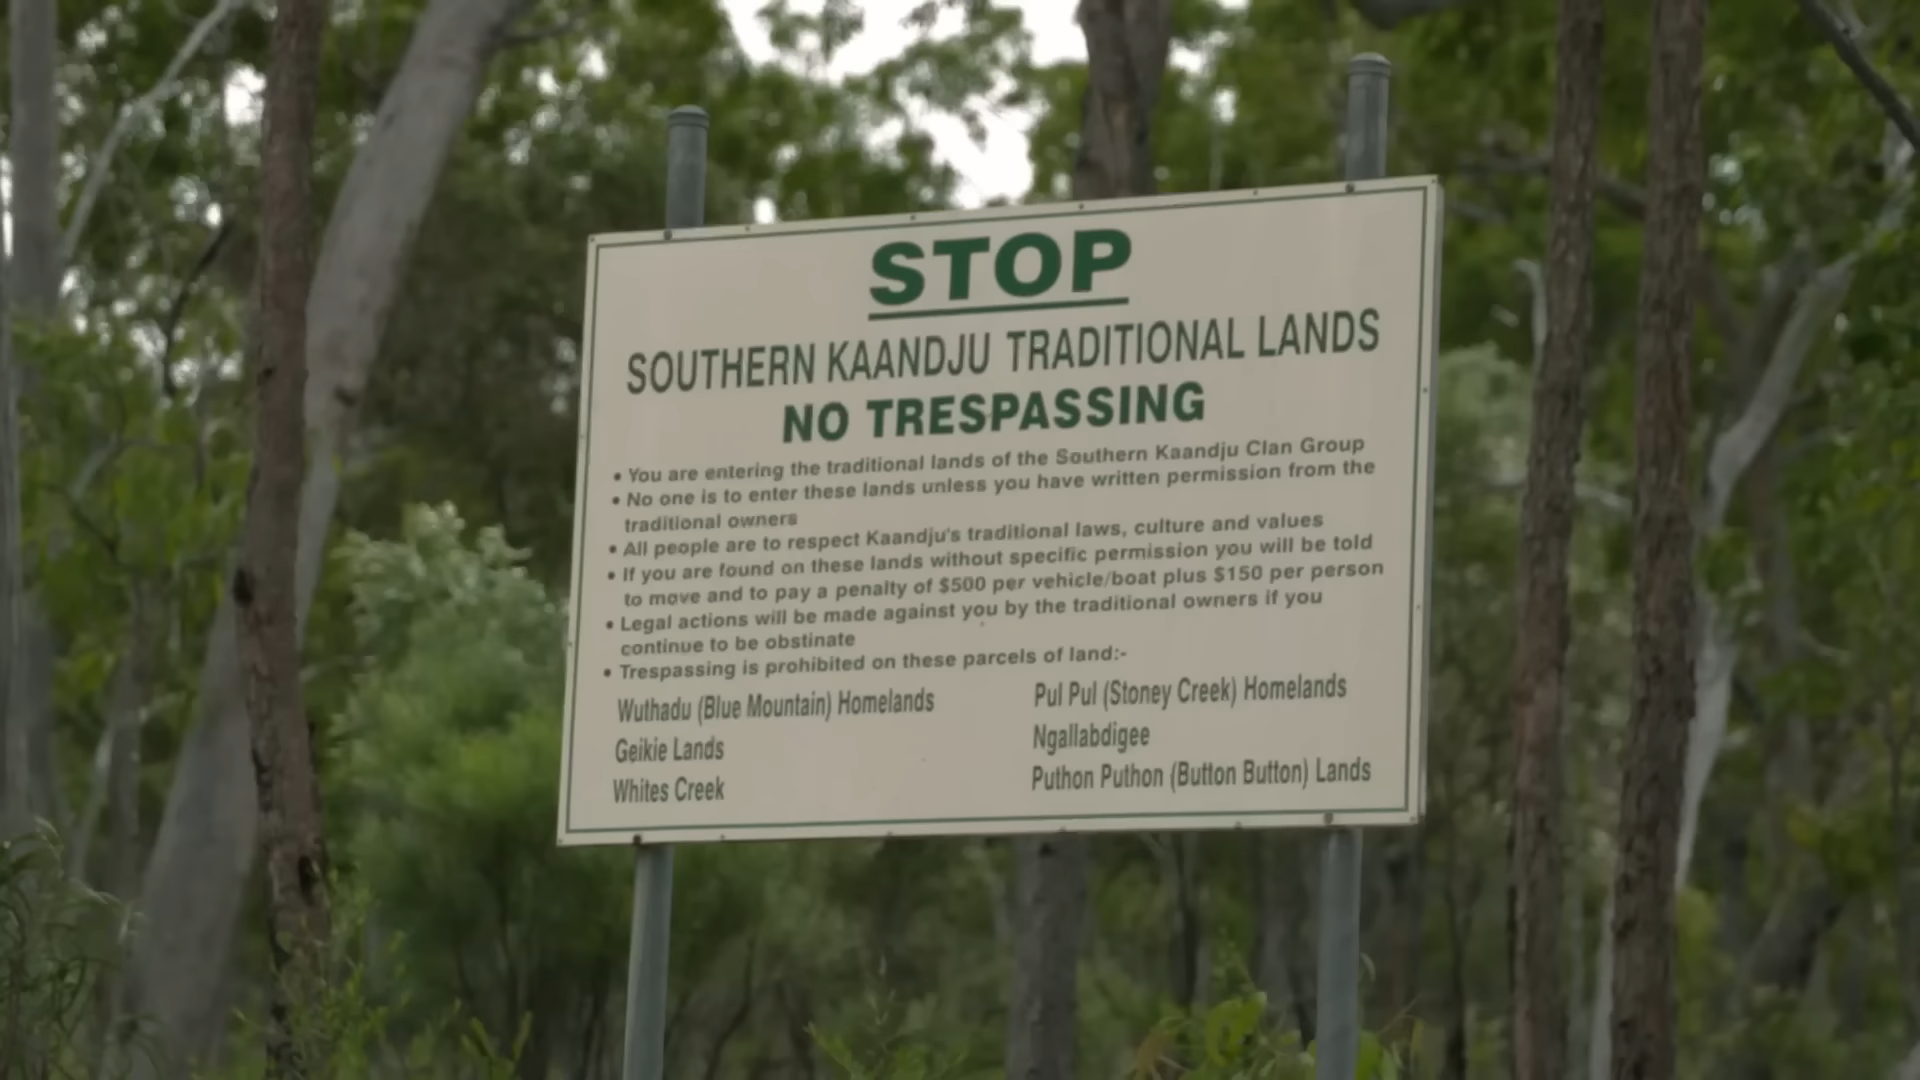 STOP
SOUTHERN KAANDJU TRADITIONAL LANDS
NO TRESPASSING
• You are entering the traditional lands of the Southern Kaandju Clan Group
• No one is to enter these lands unless you have written permission from the
traditional owners
• All people are to respect Kaandju's traditional laws, culture and values
• If you are found on these lands without specific permission you will be told
to move and to pay a penalty of $500 per vehicle/boat plus $150 per person
• Legal actions will be made against you by the traditional owners if you
continue to be obstinate
• Trespassing is prohibited on these parcels of land:-
Wuthadu (Blue Mountain) Homelands
Geikie Lands
Whites Creek
Pul Pul (Stoney Creek) Homelands
Ngallabdigee
Puthon Puthon (Button Button) Lands